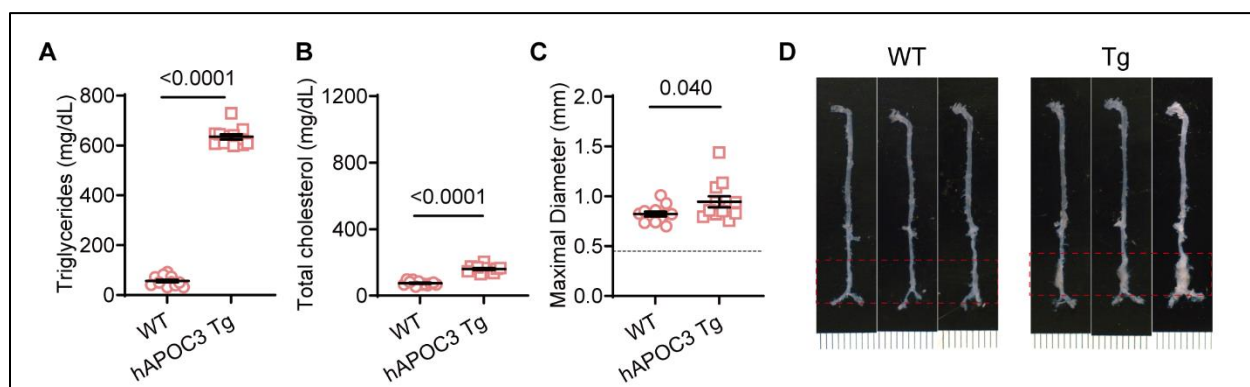 A
Triglycerides (mg/dL)
<0.0001
800
600
400
200
0
WT
hAPOC3 Tg
B
Total cholesterol (mg/dL)
<0.0001
1200
800
400
0
WT
hAPOC3 Tg
C
Maximal Diameter (mm)
0.040
2.0
1.5
1.0
0.5
0.0
WT
hAPOC3 Tg
D
WT
Tg